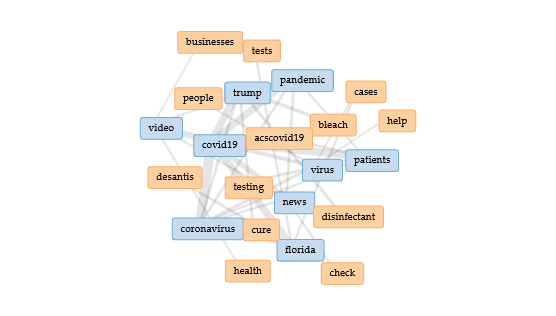 businesses
tests
pandemic
trump
cases
people
help
video
bleach
acscovid19
covid19
patients
virus
desantis
testing
news
disinfectant
coronavirus
cure
florida
health
check